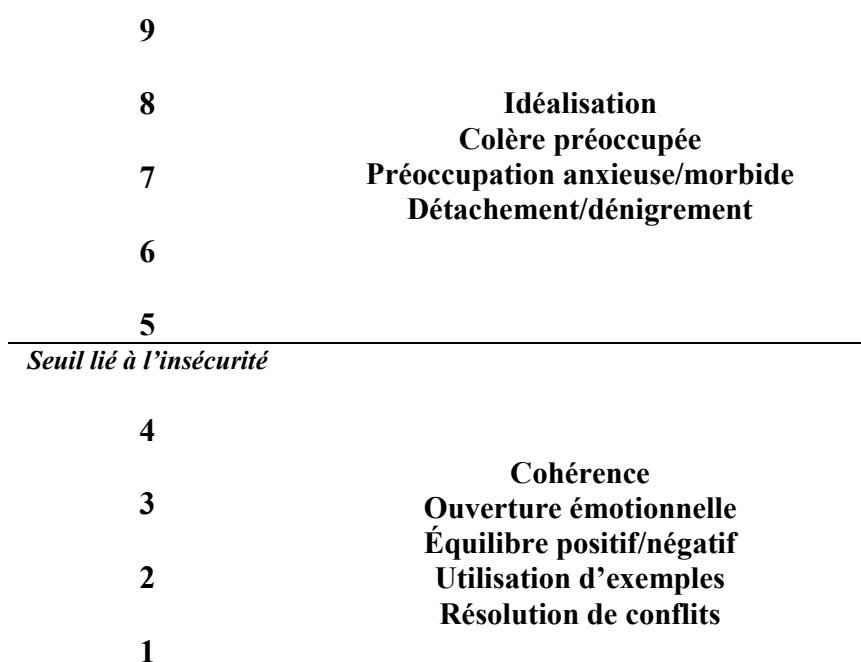 9
8
Idéalisation
Colère préoccupée
7
Préoccupation anxieuse/morbide
Détachement/dénigrement
6
5
Seuil lié à l’insécurité
4
Cohérence
3
Ouverture émotionnelle
Équilibre positif/négatif
2
Utilisation d’exemples
Résolution de conflits
1